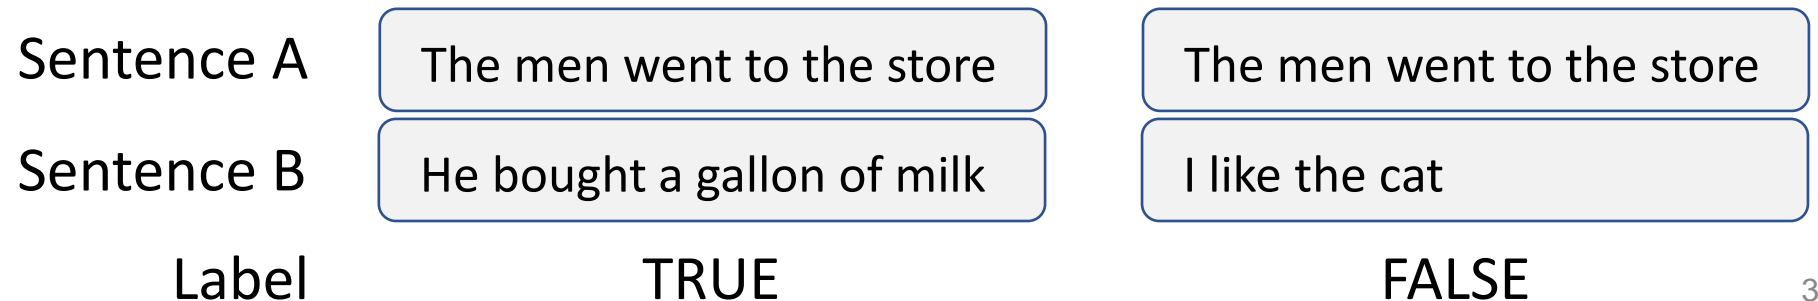 Sentence A The men went to the store The men went to the store
Sentence B He bought a gallon of milk I like the cat
Label TRUE FALSE
3